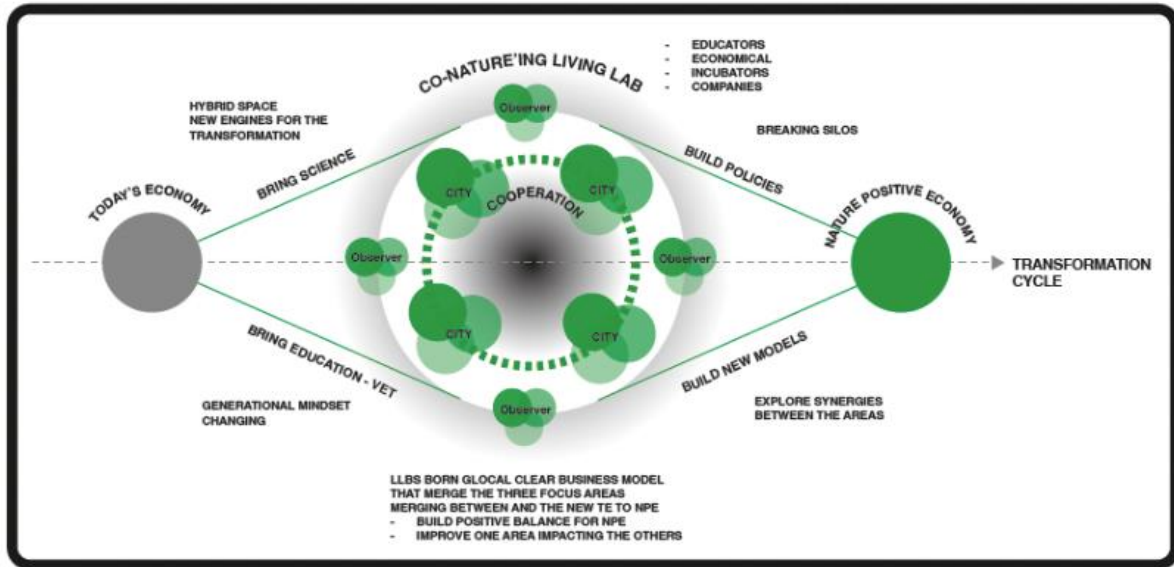 CO-NATURE'ING LIVING LAB
- EDUCATORS
- ECONOMICAL
- INCUBATORS
- COMPANIES
HYBRID SPACE
NEW ENGINES FOR THE
TRANSFORMATION
BREAKING SILOS
BRING SCIENCE
BUILD POLICIES
TODAY'S ECONOMY
NATURE POSITIVE ECONOMY
Observer
CITY
CITY
COOPERATION
Observer
Observer
TRANSFORMATION
CYCLE
CITY
CITY
BRING EDUCATION - VET
BUILD NEW MODELS
Observer
GENERATIONAL MINDSET
CHANGING
EXPLORE SYNERGIES
BETWEEN THE AREAS
LLBS BORN GLOCAL CLEAR BUSINESS MODEL
THAT MERGE THE THREE FOCUS AREAS
MERGING BETWEEN AND THE NEW TE TO NPE
- BUILD POSITIVE BALANCE FOR NPE
- IMPROVE ONE AREA IMPACTING THE OTHERS